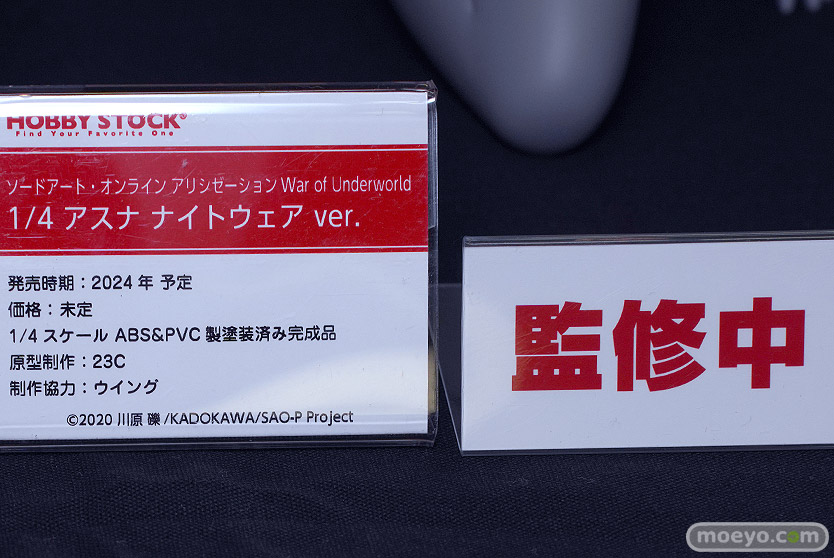 HOBBY STOCK®
Find Your Favorite One
ソードアート・オンライン アリシゼーション War of Underworld
1/4 アスナ ナイトウェア ver.
発売時期：2024年 予定
価格：未定
1/4 スケール ABS&PVC 製塗装済み完成品
原型制作：23C
制作協力：ウイング
©2020 川原 礫/KADOKAWA/SAO-P Project
監修中
moeyo.com